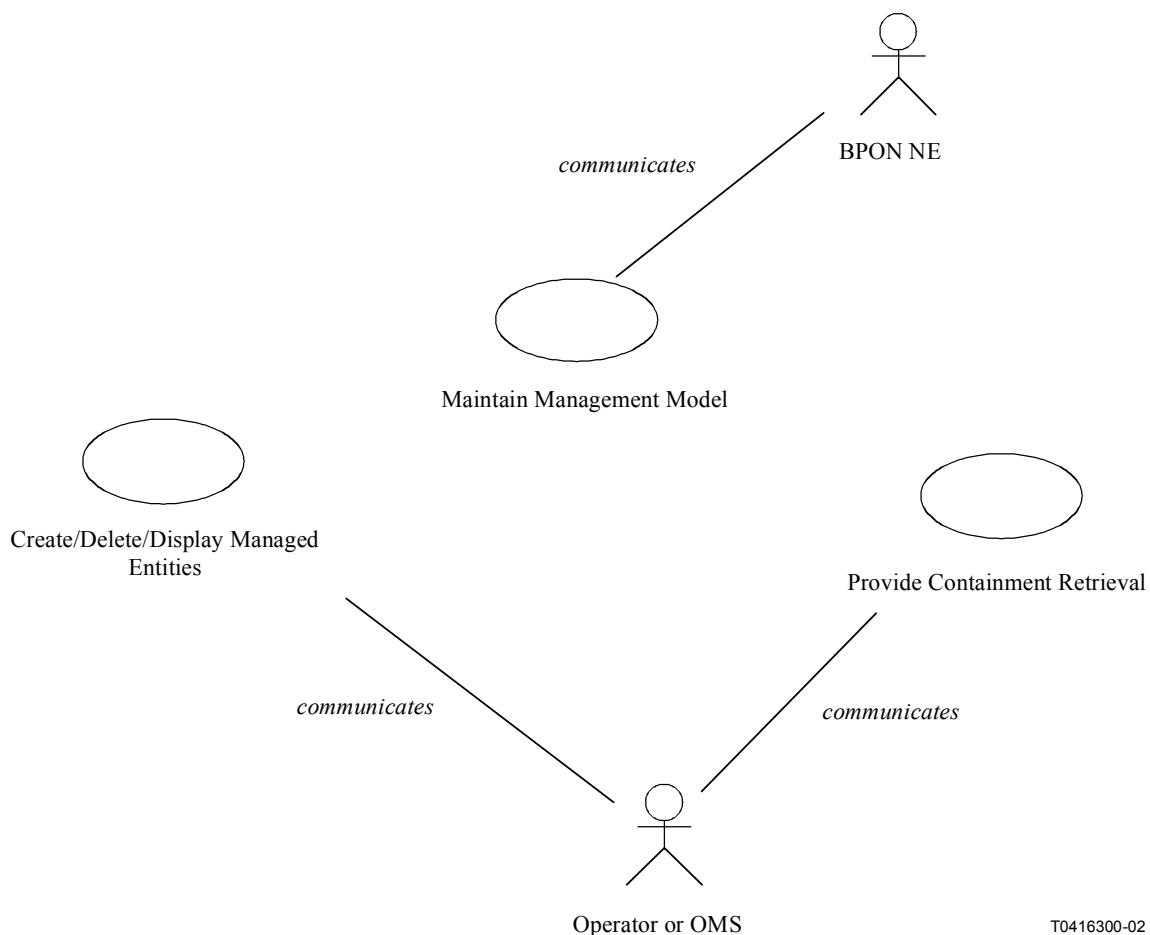 BPON NE
communicates
Maintain Management Model
Create/Delete/Display Managed
Entities
Provide Containment Retrieval
communicates
communicates
Operator or OMS
T0416300-02